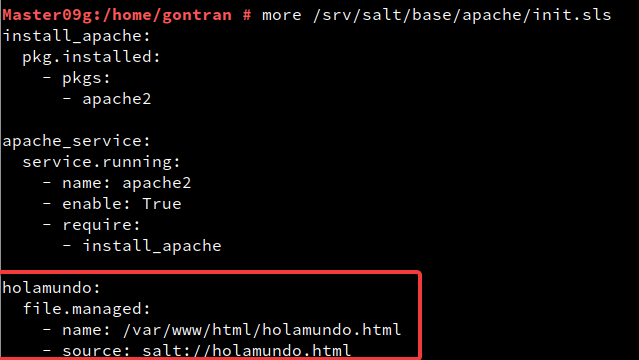 Master09g:/home/gontran # more /srv/salt/base/apache/init.sls
install_apache:
  pkg.installed:
    - pkgs:
      - apache2

apache_service:
  service.running:
    - name: apache2
    - enable: True
    - require:
      - install_apache

holamundo:
  file.managed:
    - name: /var/www/html/holamundo.html
    - source: salt://holamundo.html